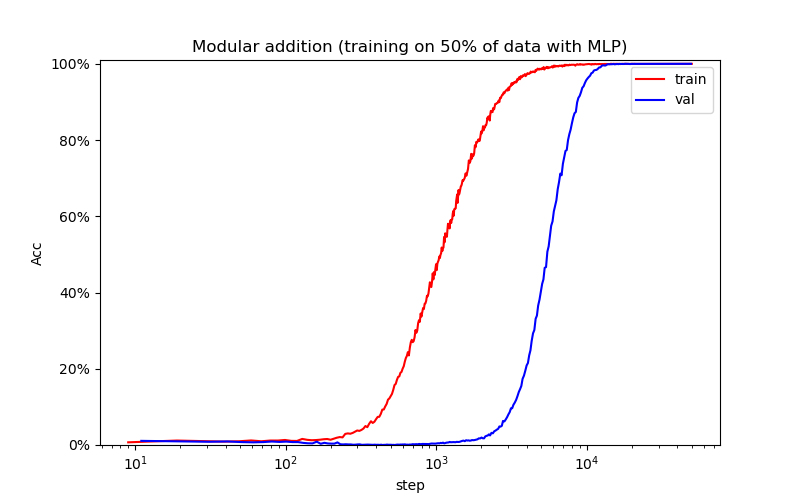 Modular addition (training on 50% of data with MLP)
100%
80%
60%
40%
20%
0%
Acc
train
val
10¹
10²
10³
10⁴
step